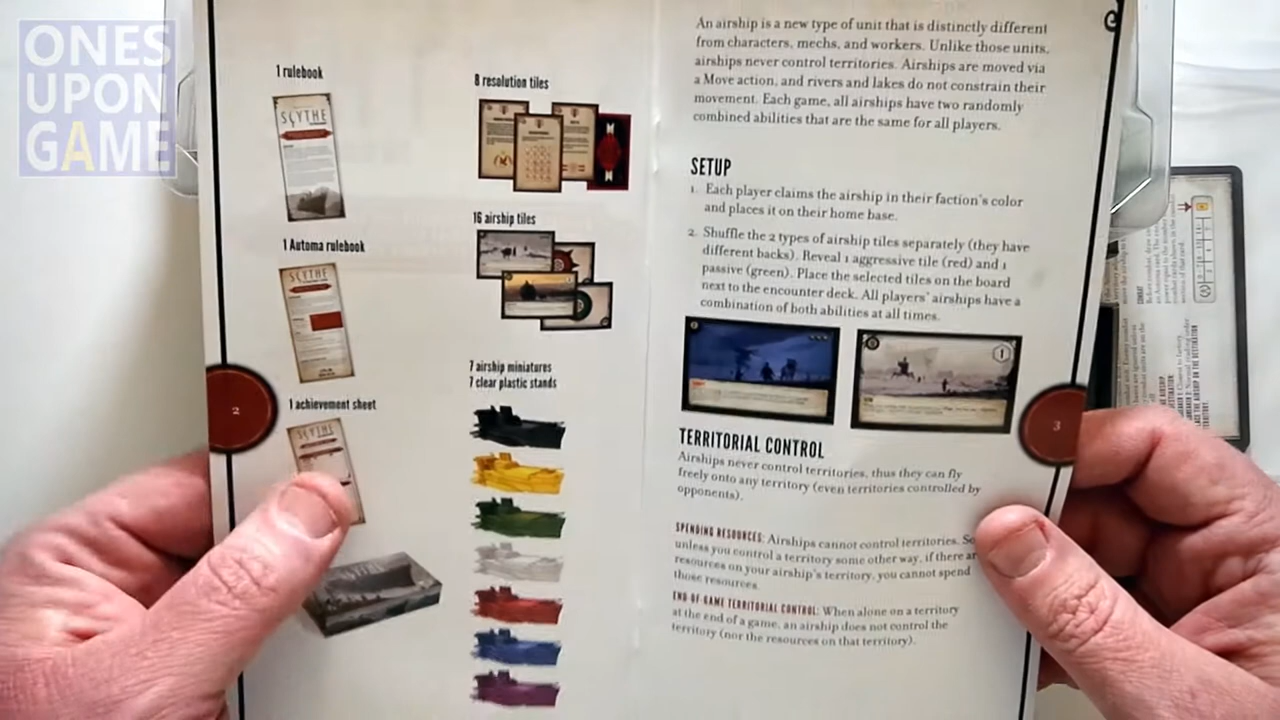 ONES
UPON
GAME
1 rulebook
SCYTHE
1 Automa rulebook
SCYTHE
1 achievement sheet
SCYTHE
2
8 resolution tiles
16 airship tiles
7 airship miniatures
7 clear plastic stands
An airship is a new type of unit that is distinctly different
from characters, mechs, and workers. Unlike those units,
airships never control territories. Airships are moved via
a Move action, and rivers and lakes do not constrain their
movement. Each game, all airships have two randomly
combined abilities that are the same for all players.
SETUP
1. Each player claims the airship in their faction's color
and places it on their home base.
2. Shuffle the 2 types of airship tiles separately (they have
different backs). Reveal 1 aggressive tile (red) and 1
passive (green). Place the selected tiles on the board
next to the encounter deck. All players' airships have a
combination of both abilities at all times.
1
TERRITORIAL CONTROL
Airships never control territories, thus they can fly
freely onto any territory (even territories controlled by
opponents).
SPENDING RESOURCES: Airships cannot control territories. So
unless you control a territory some other way, if there ar
resources on your airship's territory, you cannot spend
those resources.
END-OF-GAME TERRITORIAL CONTROL: When alone on a territory
at the end of a game, an airship does not control the
territory (nor the resources on that territory).
3
COMBAT